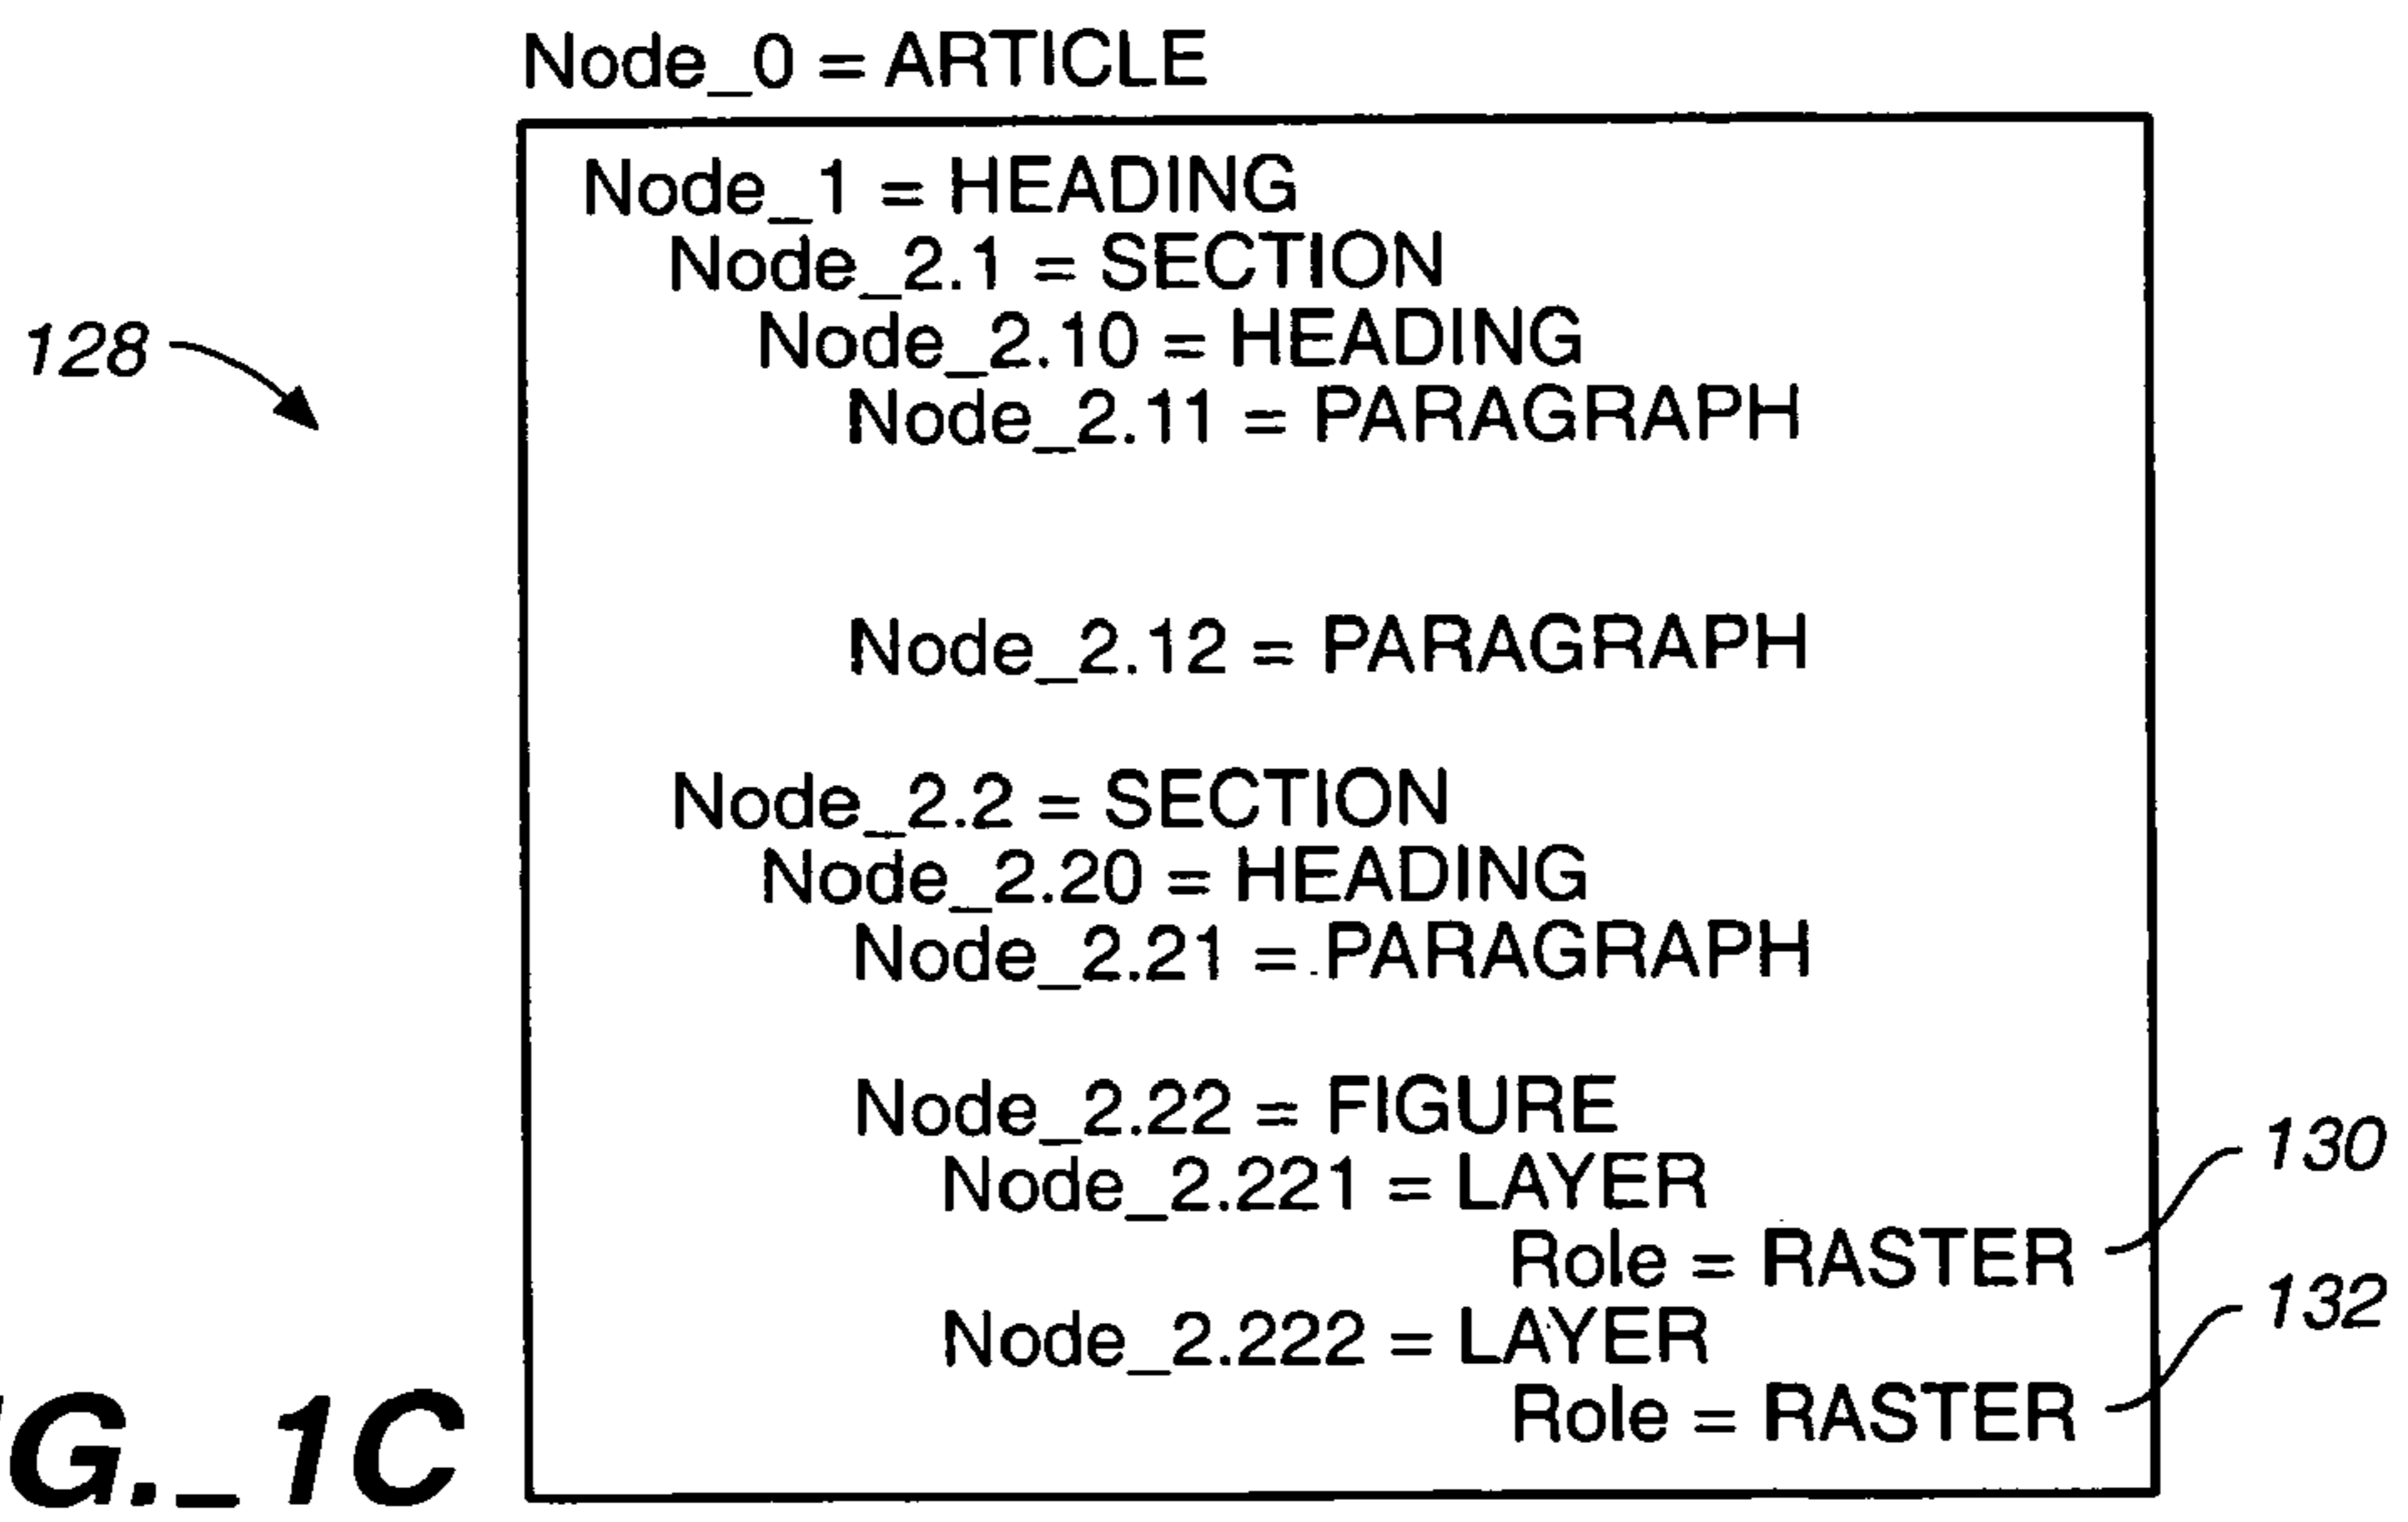 Node_0 = ARTICLE
Node_1 = HEADING
Node_2.1 = SECTION
Node_2.10 = HEADING
128
Node_2.11 = PARAGRAPH
Node_2.12 = PARAGRAPH
Node_2.2 = SECTION
Node_2.20 = HEADING
Node_2.21 = PARAGRAPH
Node_2.22 = FIGURE
130
Node_2.221 = LAYER
Role = RASTER
132
Node_2.222 = LAYER
Role = RASTER
G._1C